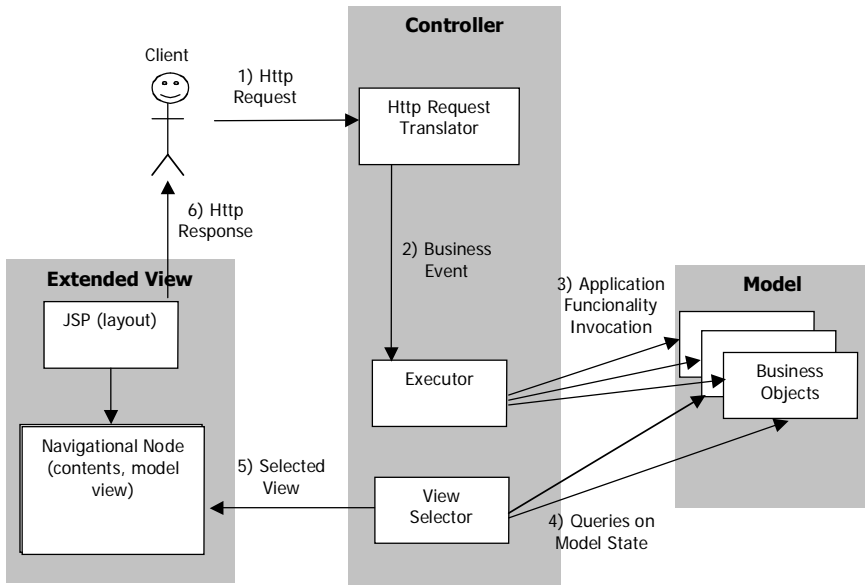 Controller
Client
1) Http
Request
Http Request
Translator
6) Http
Response
2) Business
Event
Extended View
JSP (layout)
3) Application
Funcionality
Invocation
Model
Executor
Business
Objects
Navigational Node
(contents, model
view)
5) Selected
View
View
Selector
4) Queries on
Model State